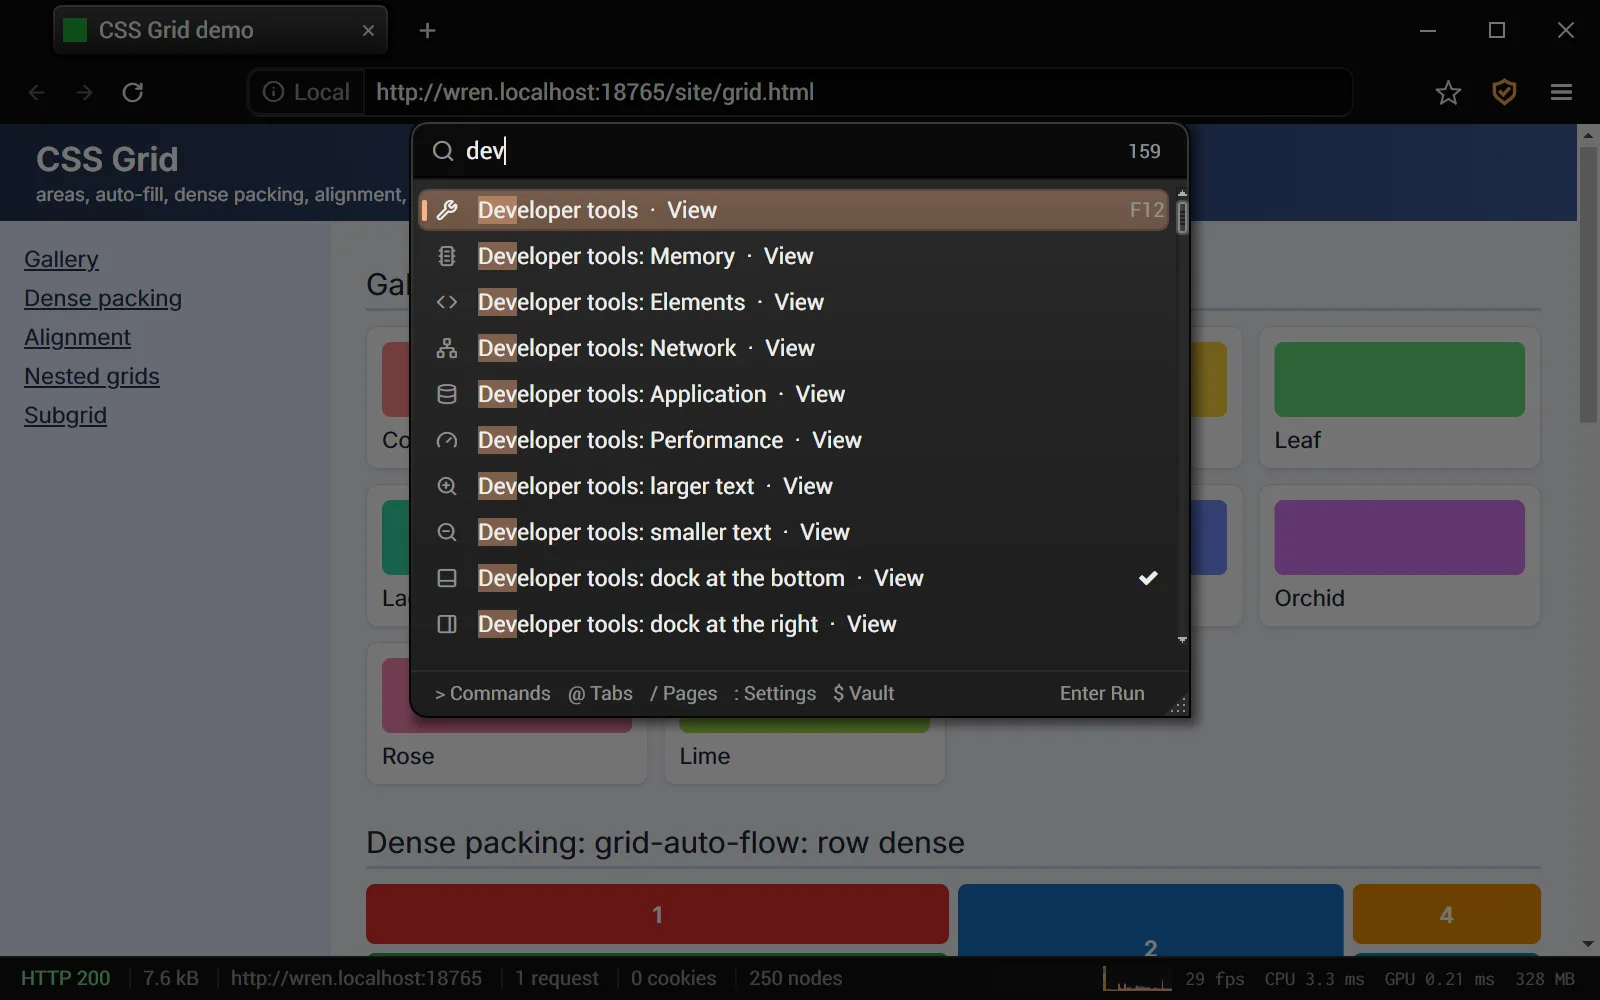 CSS Grid demo
Local
http://wren.localhost:18765/site/grid.html
CSS Grid
areas, auto-fill, dense packing, alignment,
dev
159
Developer tools · View
F12
Developer tools: Memory · View
Developer tools: Elements · View
Developer tools: Network · View
Developer tools: Application · View
Developer tools: Performance · View
Developer tools: larger text · View
Developer tools: smaller text · View
Developer tools: dock at the bottom · View
Developer tools: dock at the right · View
> Commands @ Tabs / Pages : Settings $ Vault
Enter Run
Gallery
Dense packing
Alignment
Nested grids
Subgrid
Leaf
Orchid
Rose
Lime
Dense packing: grid-auto-flow: row dense
1
2
4
HTTP 200
7.6 kB
http://wren.localhost:18765
1 request
0 cookies
250 nodes
29 fps
CPU 3.3 ms
GPU 0.21 ms
328 MB